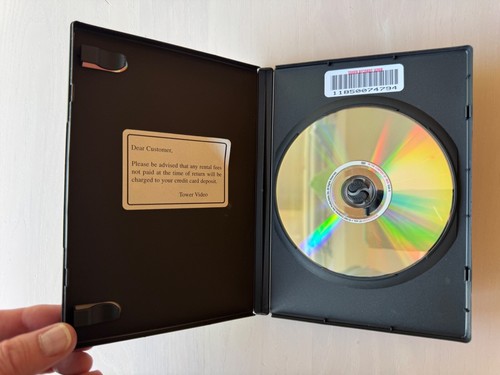 Dear Customer,
Please be advised that any rental fees
not paid at the time of return will be
charged to your credit card deposit.
Tower Video
11850074794